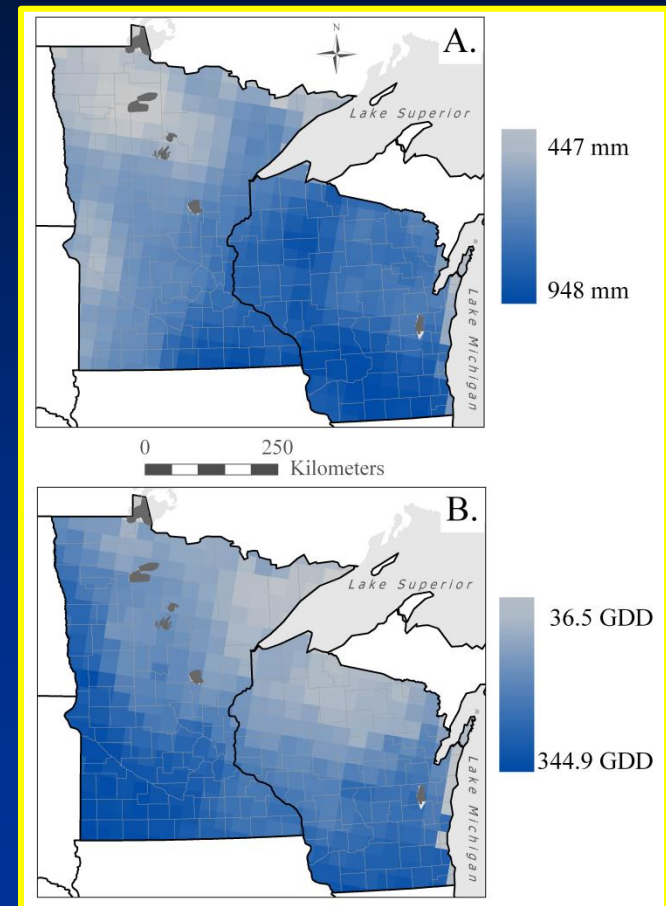 A.
N
Lake Superior
Lake Michigan
447 mm
948 mm
0 250
Kilometers
B.
Lake Superior
Lake Michigan
36.5 GDD
344.9 GDD